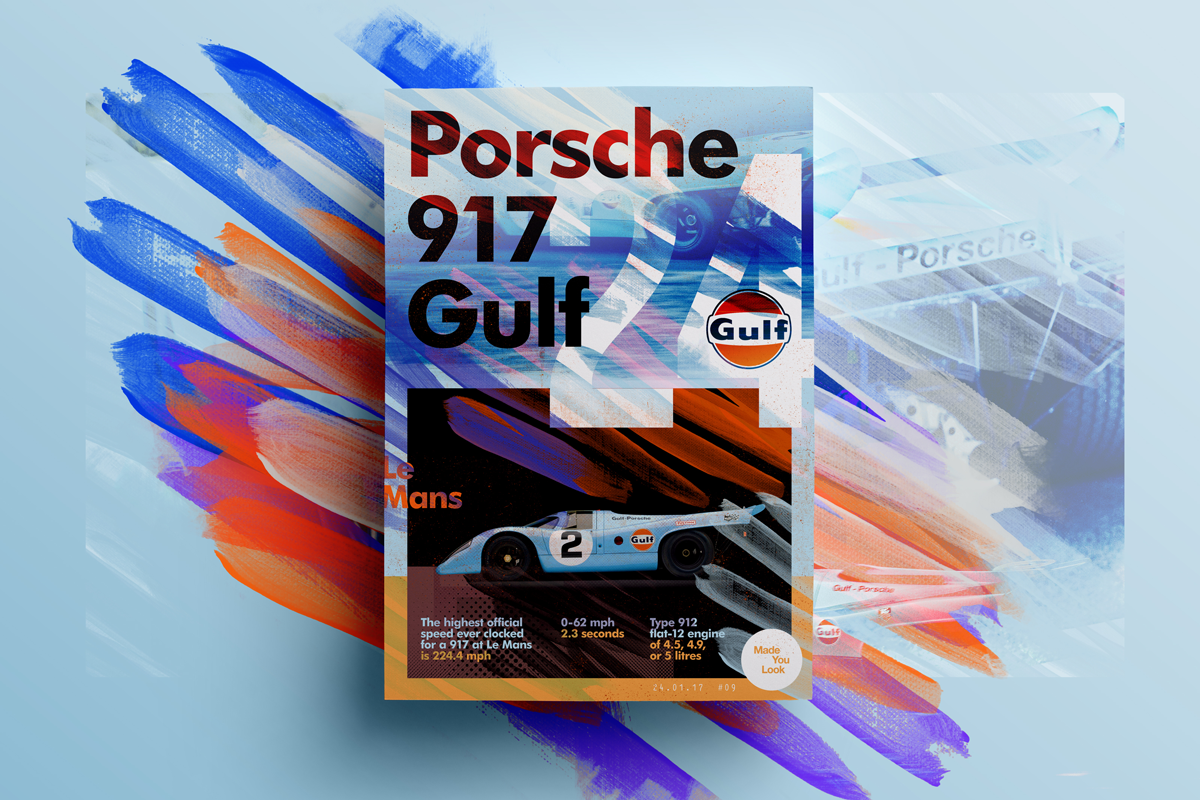 Porsche
917
Gulf
24
Gulf
Gulf - Porsche
Le
Mans
Gulf-Porsche
2
Gulf
The highest official
speed ever clocked
for a 917 at Le Mans
is 224.4 mph
0-62 mph
2.3 seconds
Type 912
flat-12 engine
of 4.5, 4.9,
or 5 litres
Made
You
Look
24.01.17 #09
Gulf - Porsche
Gulf